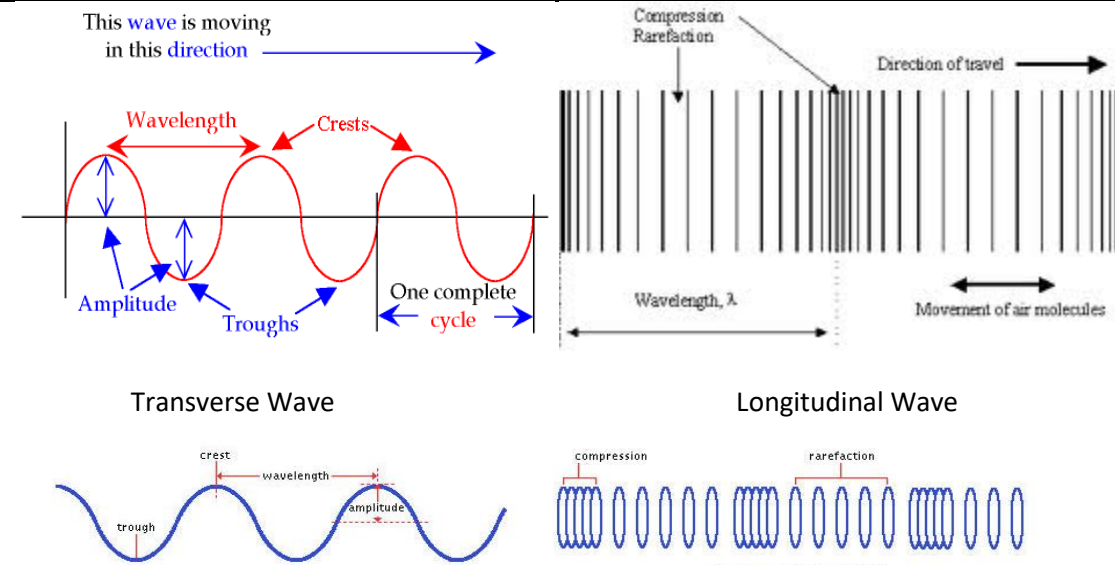 This wave is moving
in this direction
Wavelength
Crests
Amplitude
Troughs
One complete
cycle
Compression
Rarefaction
Direction of travel
Wavelength, λ
Movement of air molecules
Transverse Wave
Longitudinal Wave
crest
wavelength
amplitude
trough
compression
rarefaction